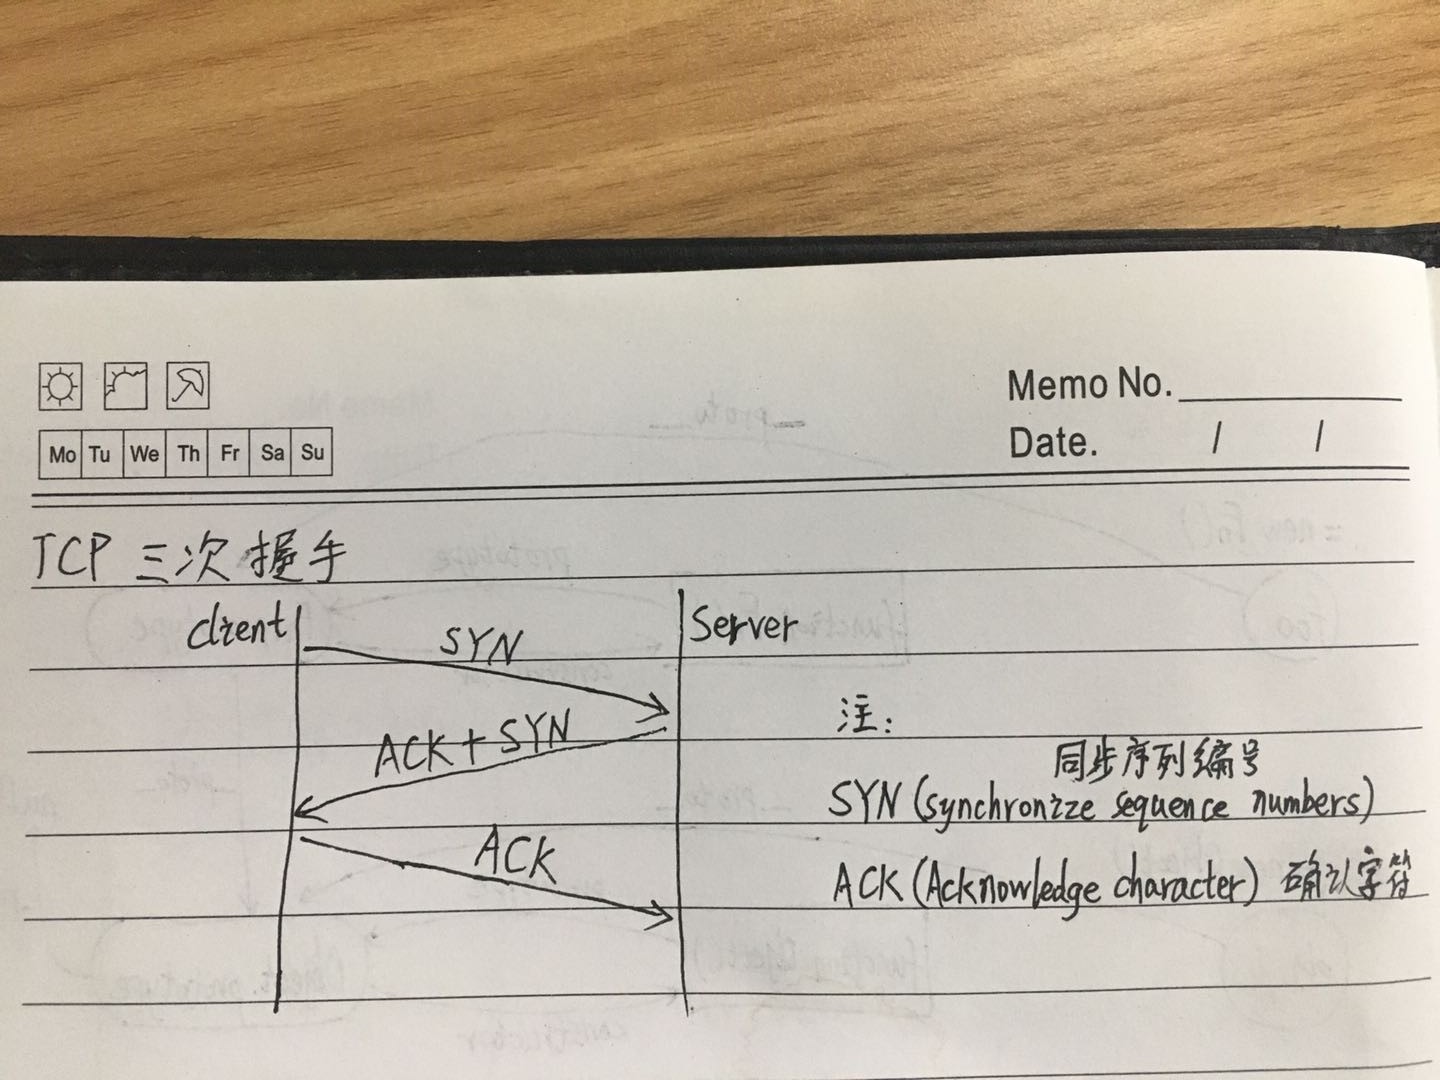 Memo No.
Mo Tu We Th Fr Sa Su
Date. / /
TCP 三次握手
client
Server
SYN
ACK + SYN
ACK
注:
同步序列编号
SYN (synchronize sequence numbers)
ACK (Acknowledge character) 确认字符